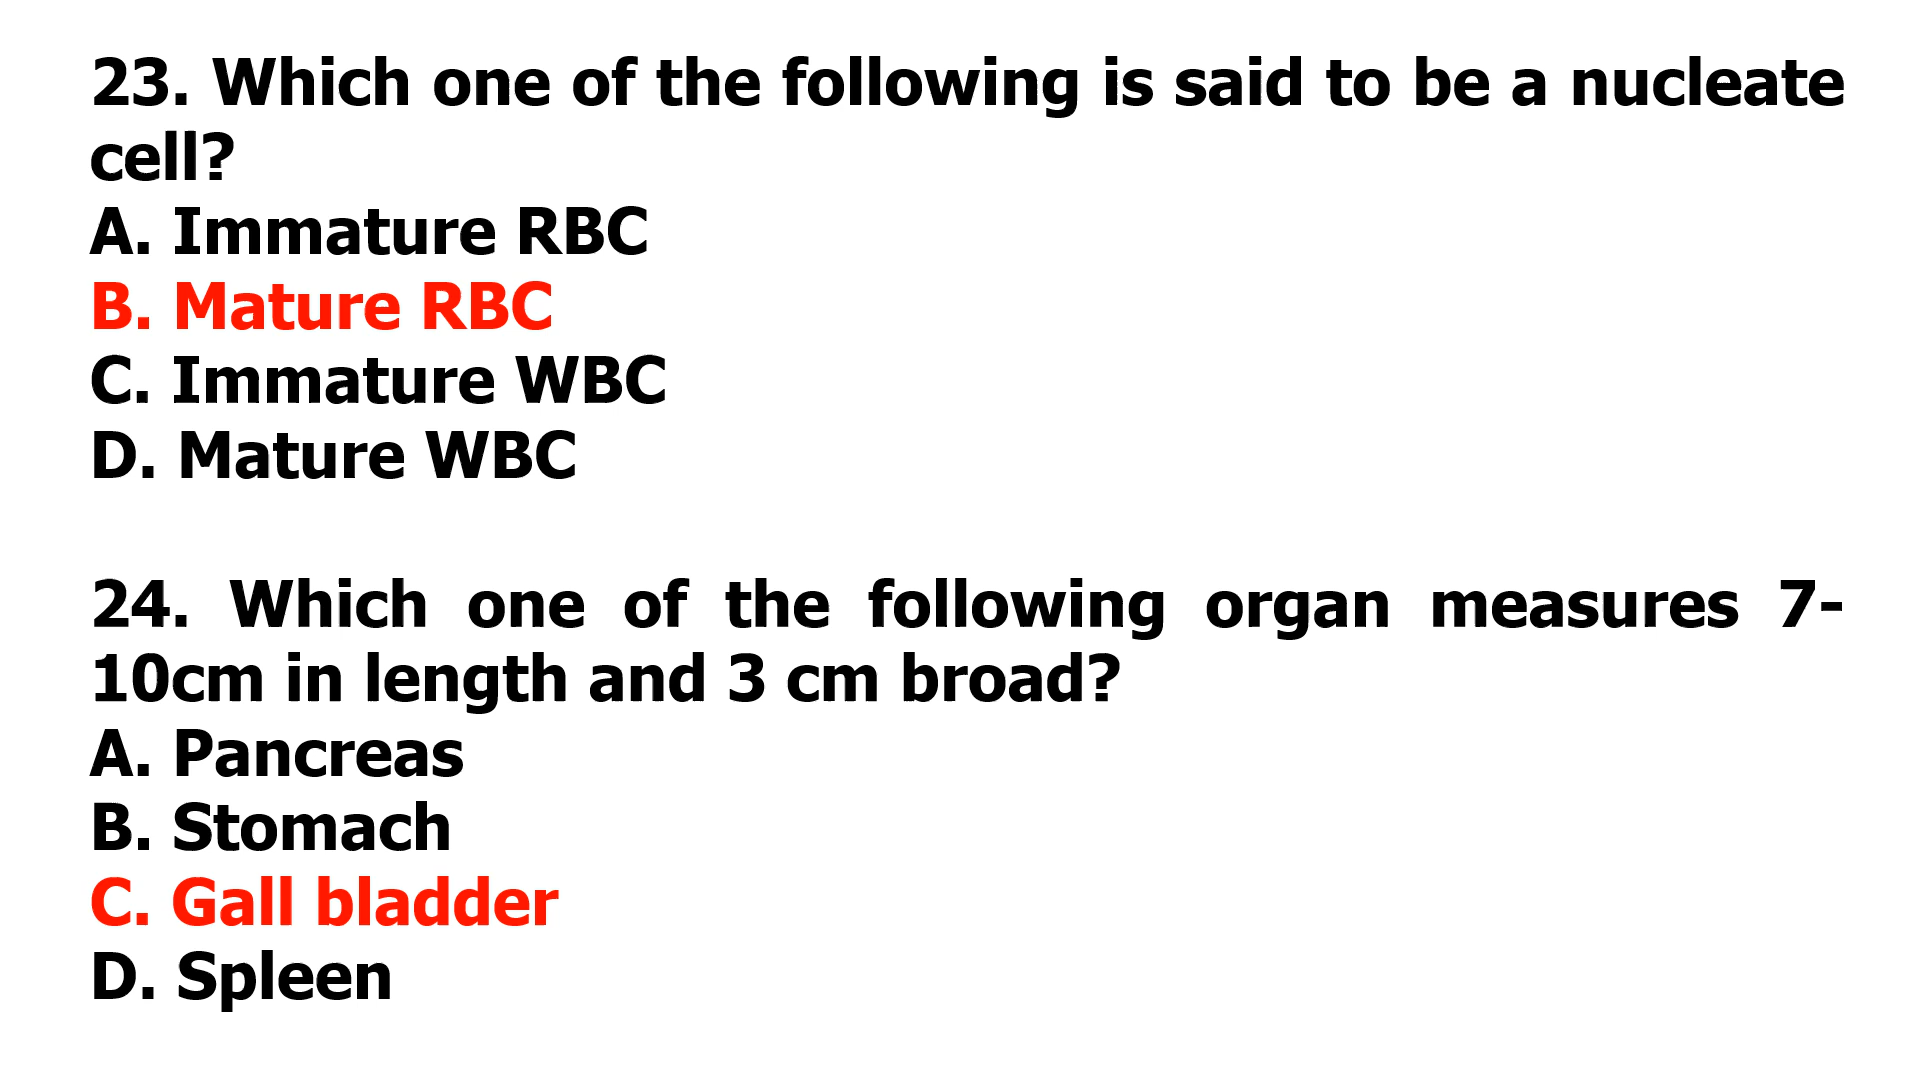 23. Which one of the following is said to be a nucleate
cell?
A. Immature RBC
B. Mature RBC
C. Immature WBC
D. Mature WBC
24. Which one of the following organ measures 7-
10cm in length and 3 cm broad?
A. Pancreas
B. Stomach
C. Gall bladder
D. Spleen